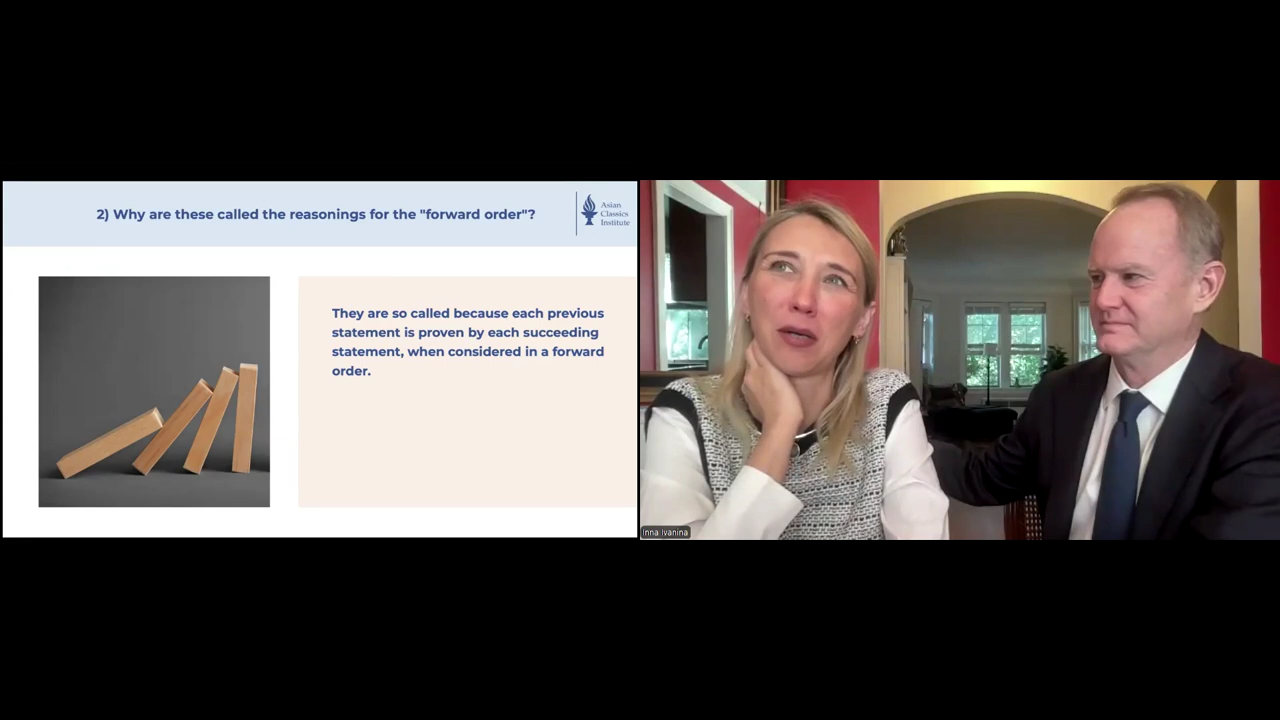 2) Why are these called the reasonings for the "forward order"?
Asian
Classics
Institute
They are so called because each previous
statement is proven by each succeeding
statement, when considered in a forward
order.
Inna Ivanina